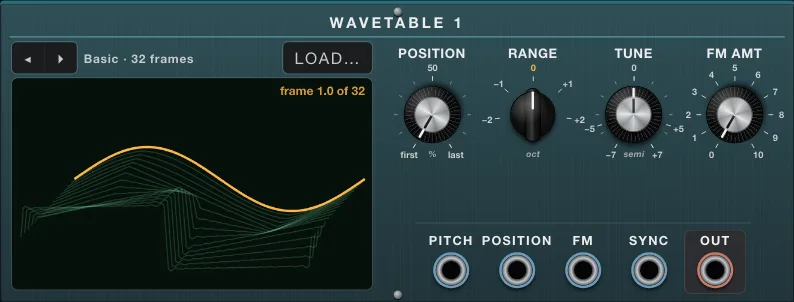 WAVETABLE 1
◄ ► Basic · 32 frames LOAD...
frame 1.0 of 32
POSITION RANGE TUNE FM AMT
50 0 0 5
−1 +1 4 6
3 7
−2 +2 −5 +5 2 8
1 9
first % last oct −7 semi +7 0 10
PITCH POSITION FM SYNC OUT